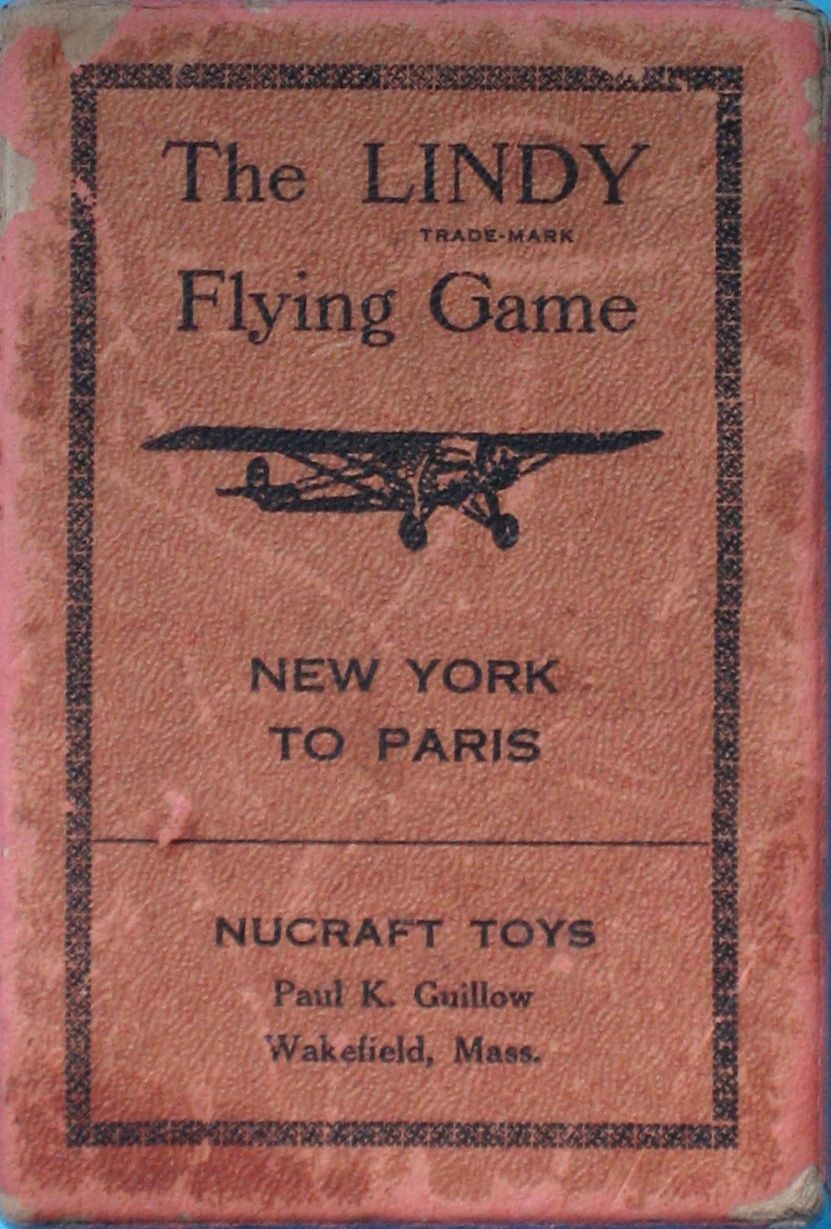 The LINDY
TRADE-MARK
Flying Game
NEW YORK
TO PARIS
NUCRAFT TOYS
Paul K. Guillow
Wakefield, Mass.